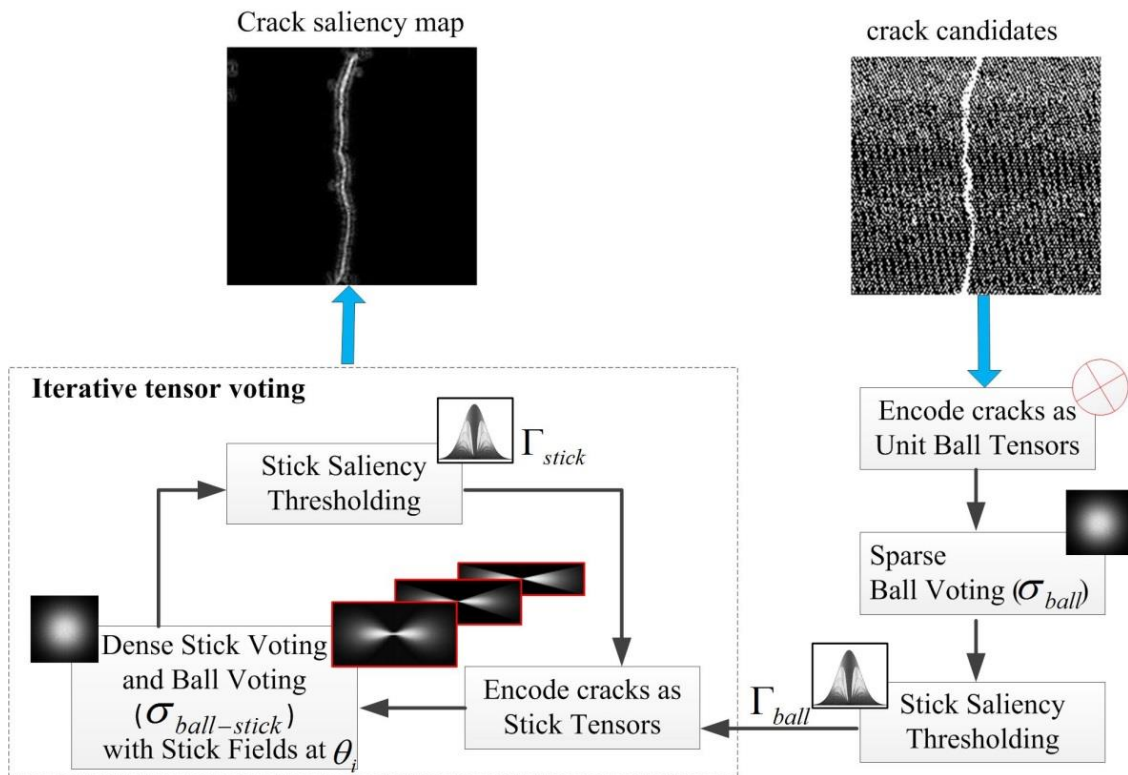 Crack saliency map
crack candidates
Iterative tensor voting
Γstick
Stick Saliency
Thresholding
Encode cracks as
Unit Ball Tensors
Sparse
Ball Voting (σball)
Dense Stick Voting
and Ball Voting
(σball−stick)
with Stick Fields at θi
Encode cracks as
Stick Tensors
Γball
Stick Saliency
Thresholding